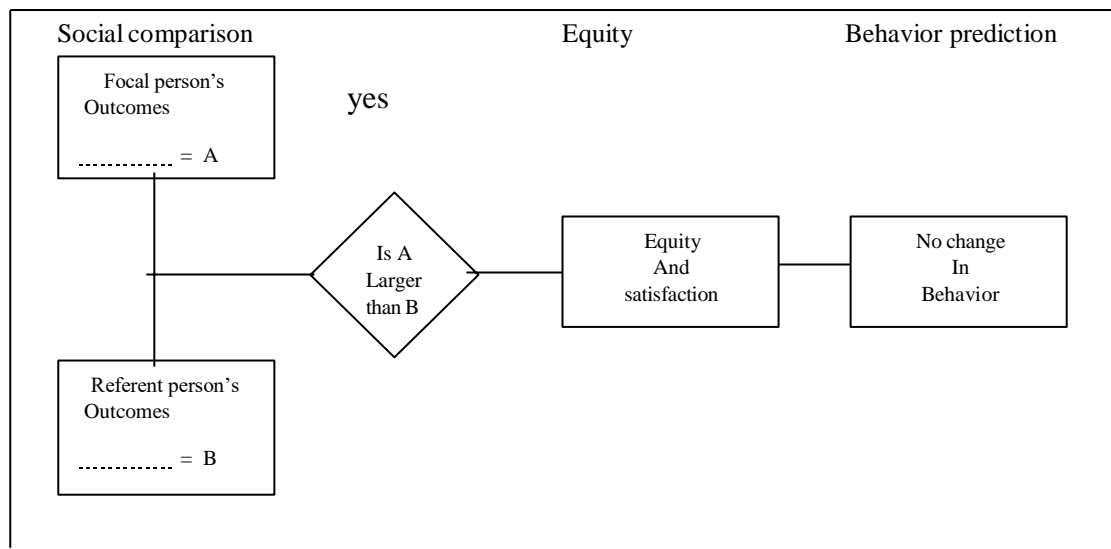 Social comparison
Equity
Behavior prediction
Focal person’s
Outcomes
------------ = A
yes
Is A
Larger
than B
Equity
And
satisfaction
No change
In
Behavior
Referent person’s
Outcomes
------------ = B